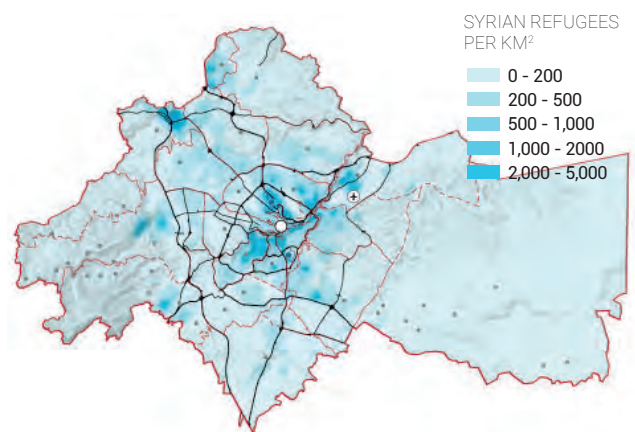 SYRIAN REFUGEES
PER KM²
0 - 200
200 - 500
500 - 1,000
1,000 - 2000
2,000 - 5,000